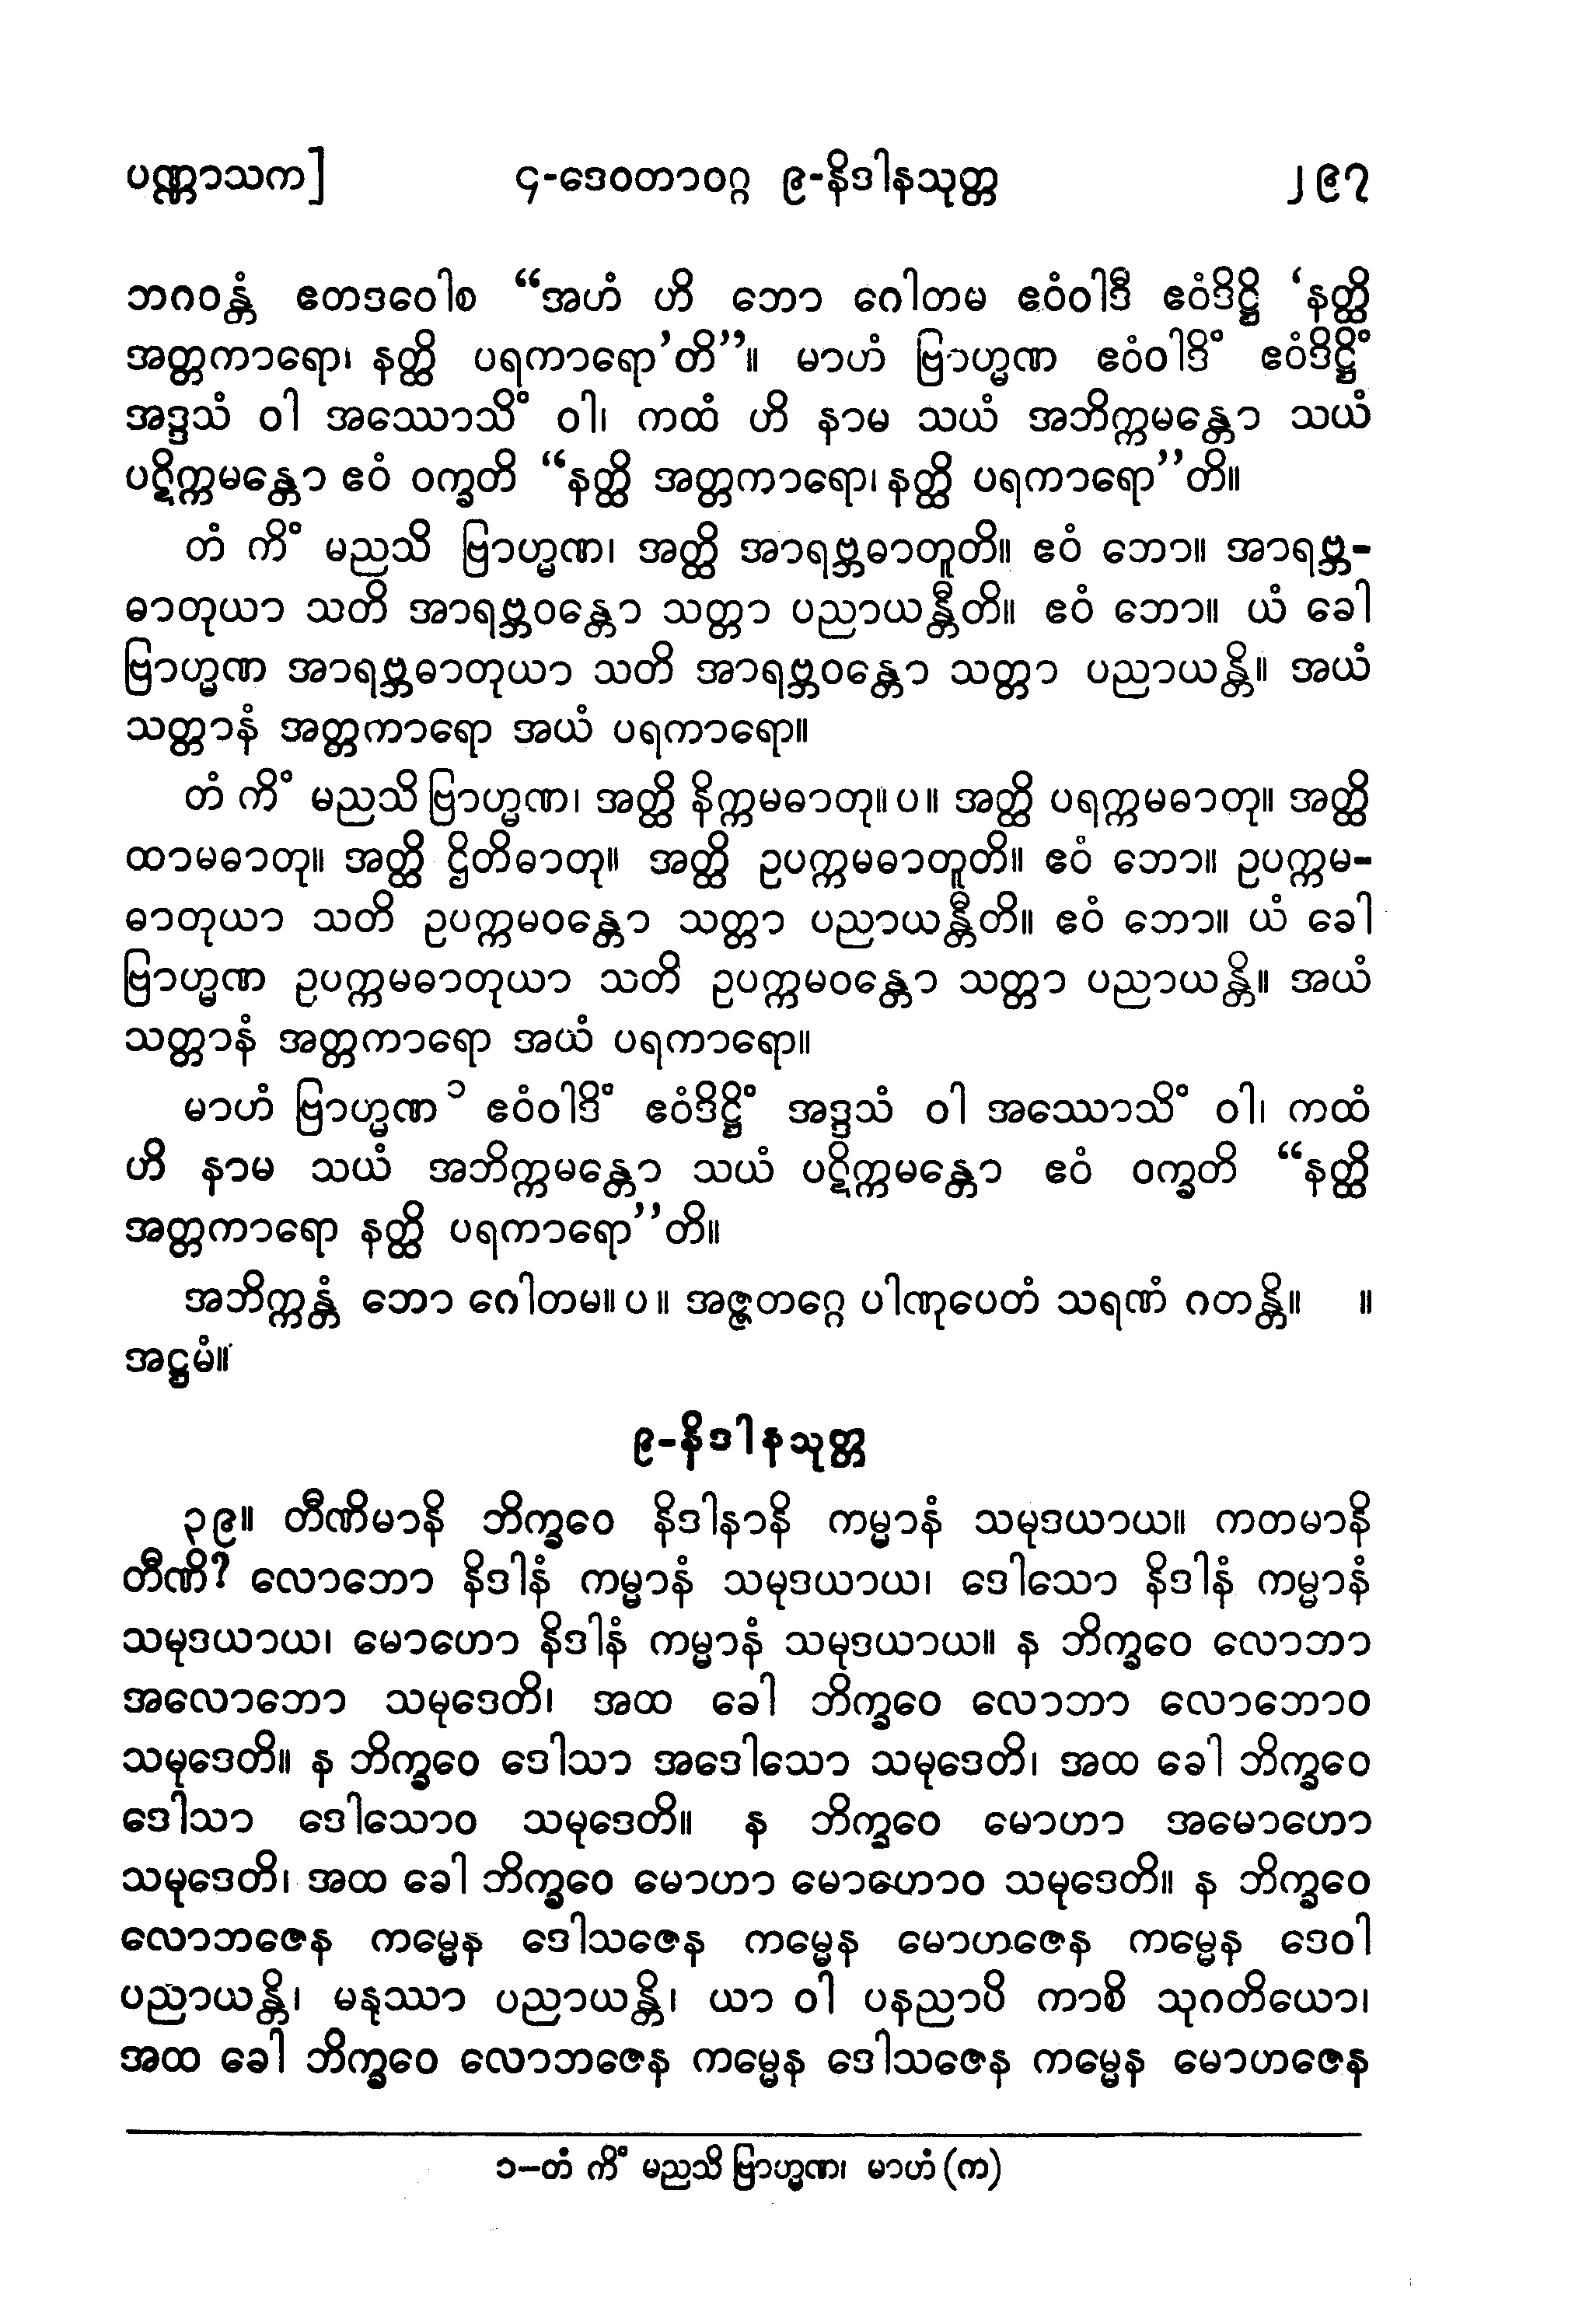 ပဏ္ဏာသက]	၄-ဒေဝတာဝဂ္ဂ ၉-နိဒါနသုတ္တ	၂၉၇
ဘဂဝန္တံ ဧတဒဝေါစ “အဟံ ဟိ ဘော ဂေါတမ ဧဝံဝါဒီ ဧဝံဒိဋ္ဌိ ‘နတ္ထိ
အတ္တကာရော၊ နတ္ထိ ပရကာရော’တိ”။ မာဟံ ဗြာဟ္မဏ ဧဝံဝါဒိံ ဧဝံဒိဋ္ဌိံ
အဒ္ဒသံ ဝါ အဿောသိံ ဝါ၊ ကထံ ဟိ နာမ သယံ အဘိက္ကမန္တော သယံ
ပဋိက္ကမန္တော ဧဝံ ဝက္ခတိ “နတ္ထိ အတ္တကာရော၊ နတ္ထိ ပရကာရော”တိ။
တံ ကိံ မညသိ ဗြာဟ္မဏ၊ အတ္ထိ အာရဗ္ဘဓာတူတိ။ ဧဝံ ဘော။ အာရဗ္ဘ-
ဓာတုယာ သတိ အာရဗ္ဘဝန္တော သတ္တာ ပညာယန္တီတိ။ ဧဝံ ဘော။ ယံ ခေါ
ဗြာဟ္မဏ အာရဗ္ဘဓာတုယာ သတိ အာရဗ္ဘဝန္တော သတ္တာ ပညာယန္တိ။ အယံ
သတ္တာနံ အတ္တကာရော အယံ ပရကာရော။
တံ ကိံ မညသိ ဗြာဟ္မဏ၊ အတ္ထိ နိက္ကမဓာတု။ ပ ။ အတ္ထိ ပရက္ကမဓာတု။ အတ္ထိ
ထာမဓာတု။ အတ္ထိ ဌိတိဓာတု။ အတ္ထိ ဥပက္ကမဓာတူတိ။ ဧဝံ ဘော။ ဥပက္ကမ-
ဓာတုယာ သတိ ဥပက္ကမဝန္တော သတ္တာ ပညာယန္တီတိ။ ဧဝံ ဘော။ ယံ ခေါ
ဗြာဟ္မဏ ဥပက္ကမဓာတုယာ သတိ ဥပက္ကမဝန္တော သတ္တာ ပညာယန္တိ။ အယံ
သတ္တာနံ အတ္တကာရော အယံ ပရကာရော။
မာဟံ ဗြာဟ္မဏ ၁ ဧဝံဝါဒိံ ဧဝံဒိဋ္ဌိံ အဒ္ဒသံ ဝါ အဿောသိံ ဝါ၊ ကထံ
ဟိ နာမ သယံ အဘိက္ကမန္တော သယံ ပဋိက္ကမန္တော ဧဝံ ဝက္ခတိ “နတ္ထိ
အတ္တကာရော နတ္ထိ ပရကာရော”တိ။
အဘိက္ကန္တံ ဘော ဂေါတမ။ ပ ။ အဇ္ဇတဂ္ဂေ ပါဏုပေတံ သရဏံ ဂတန္တိ။ ။
အဋ္ဌမံ။
၉-နိဒါနသုတ္တ
၃၉။ တီဏိမာနိ ဘိက္ခဝေ နိဒါနာနိ ကမ္မာနံ သမုဒယာယ။ ကတမာနိ
တီဏိ? လောဘော နိဒါနံ ကမ္မာနံ သမုဒယာယ၊ ဒေါသော နိဒါနံ ကမ္မာနံ
သမုဒယာယ၊ မောဟော နိဒါနံ ကမ္မာနံ သမုဒယာယ။ န ဘိက္ခဝေ လောဘာ
အလောဘော သမုဒေတိ၊ အထ ခေါ ဘိက္ခဝေ လောဘာ လောဘောဝ
သမုဒေတိ။ န ဘိက္ခဝေ ဒေါသာ အဒေါသော သမုဒေတိ၊ အထ ခေါ ဘိက္ခဝေ
ဒေါသာ ဒေါသောဝ သမုဒေတိ။ န ဘိက္ခဝေ မောဟာ အမောဟော
သမုဒေတိ၊ အထ ခေါ ဘိက္ခဝေ မောဟာ မောဟောဝ သမုဒေတိ။ န ဘိက္ခဝေ
လောဘဇေန ကမ္မေန ဒေါသဇေန ကမ္မေန မောဟဇေန ကမ္မေန ဒေဝါ
ပညာယန္တိ၊ မနုဿာ ပညာယန္တိ၊ ယာ ဝါ ပနညာပိ ကာစိ သုဂတိယော၊
အထ ခေါ ဘိက္ခဝေ လောဘဇေန ကမ္မေန ဒေါသဇေန ကမ္မေန မောဟဇေန
၁–တံ ကိံ မညသိ ဗြာဟ္မဏ၊ မာဟံ (က)